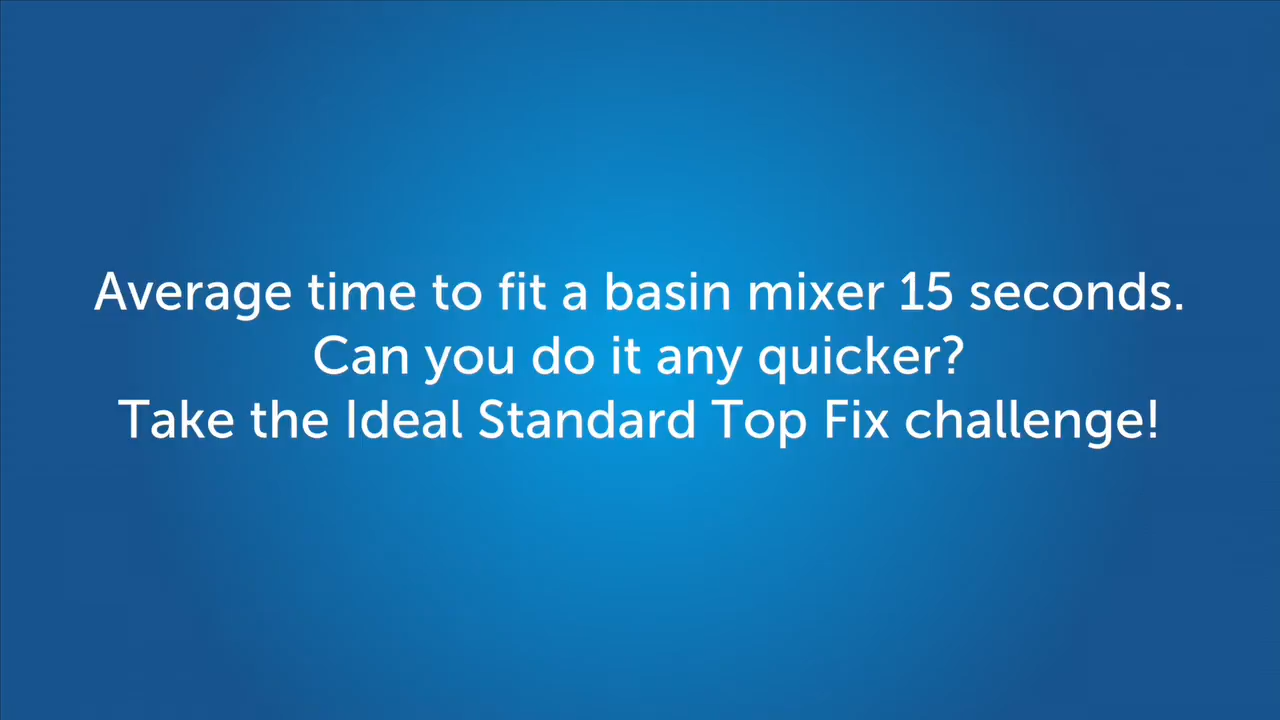 Average time to fit a basin mixer 15 seconds.
Can you do it any quicker?
Take the Ideal Standard Top Fix challenge!